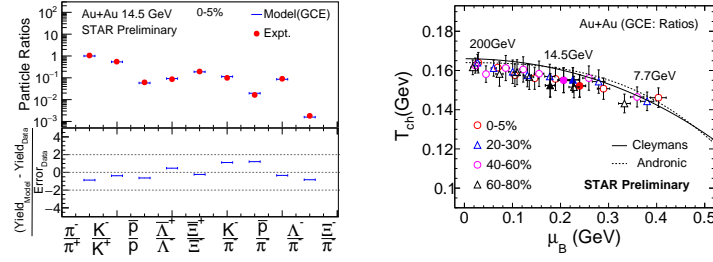 Au+Au 14.5 GeV 0-5%
STAR Preliminary
Model(GCE)
Expt.
Particle Ratios
10²
10
1
10⁻¹
10⁻²
10⁻³
(Yield_Model - Yield_Data)
Error_Data
4
2
0
−2
−4
π⁻/π⁺ K⁻/K⁺ p̄/p Λ̄⁺/Λ⁻ Ξ̄⁺/Ξ⁻ K⁻/π⁻ p̄/π⁻ Λ⁻/π⁻ Ξ⁻/π⁻
Au+Au (GCE: Ratios)
200GeV
14.5GeV
7.7GeV
T_ch(GeV)
0.2
0.18
0.16
0.14
0.12
0.1
0-5%
20-30%
40-60%
60-80%
Cleymans
Andronic
STAR Preliminary
0 0.1 0.2 0.3 0.4 0.5
μ_B (GeV)